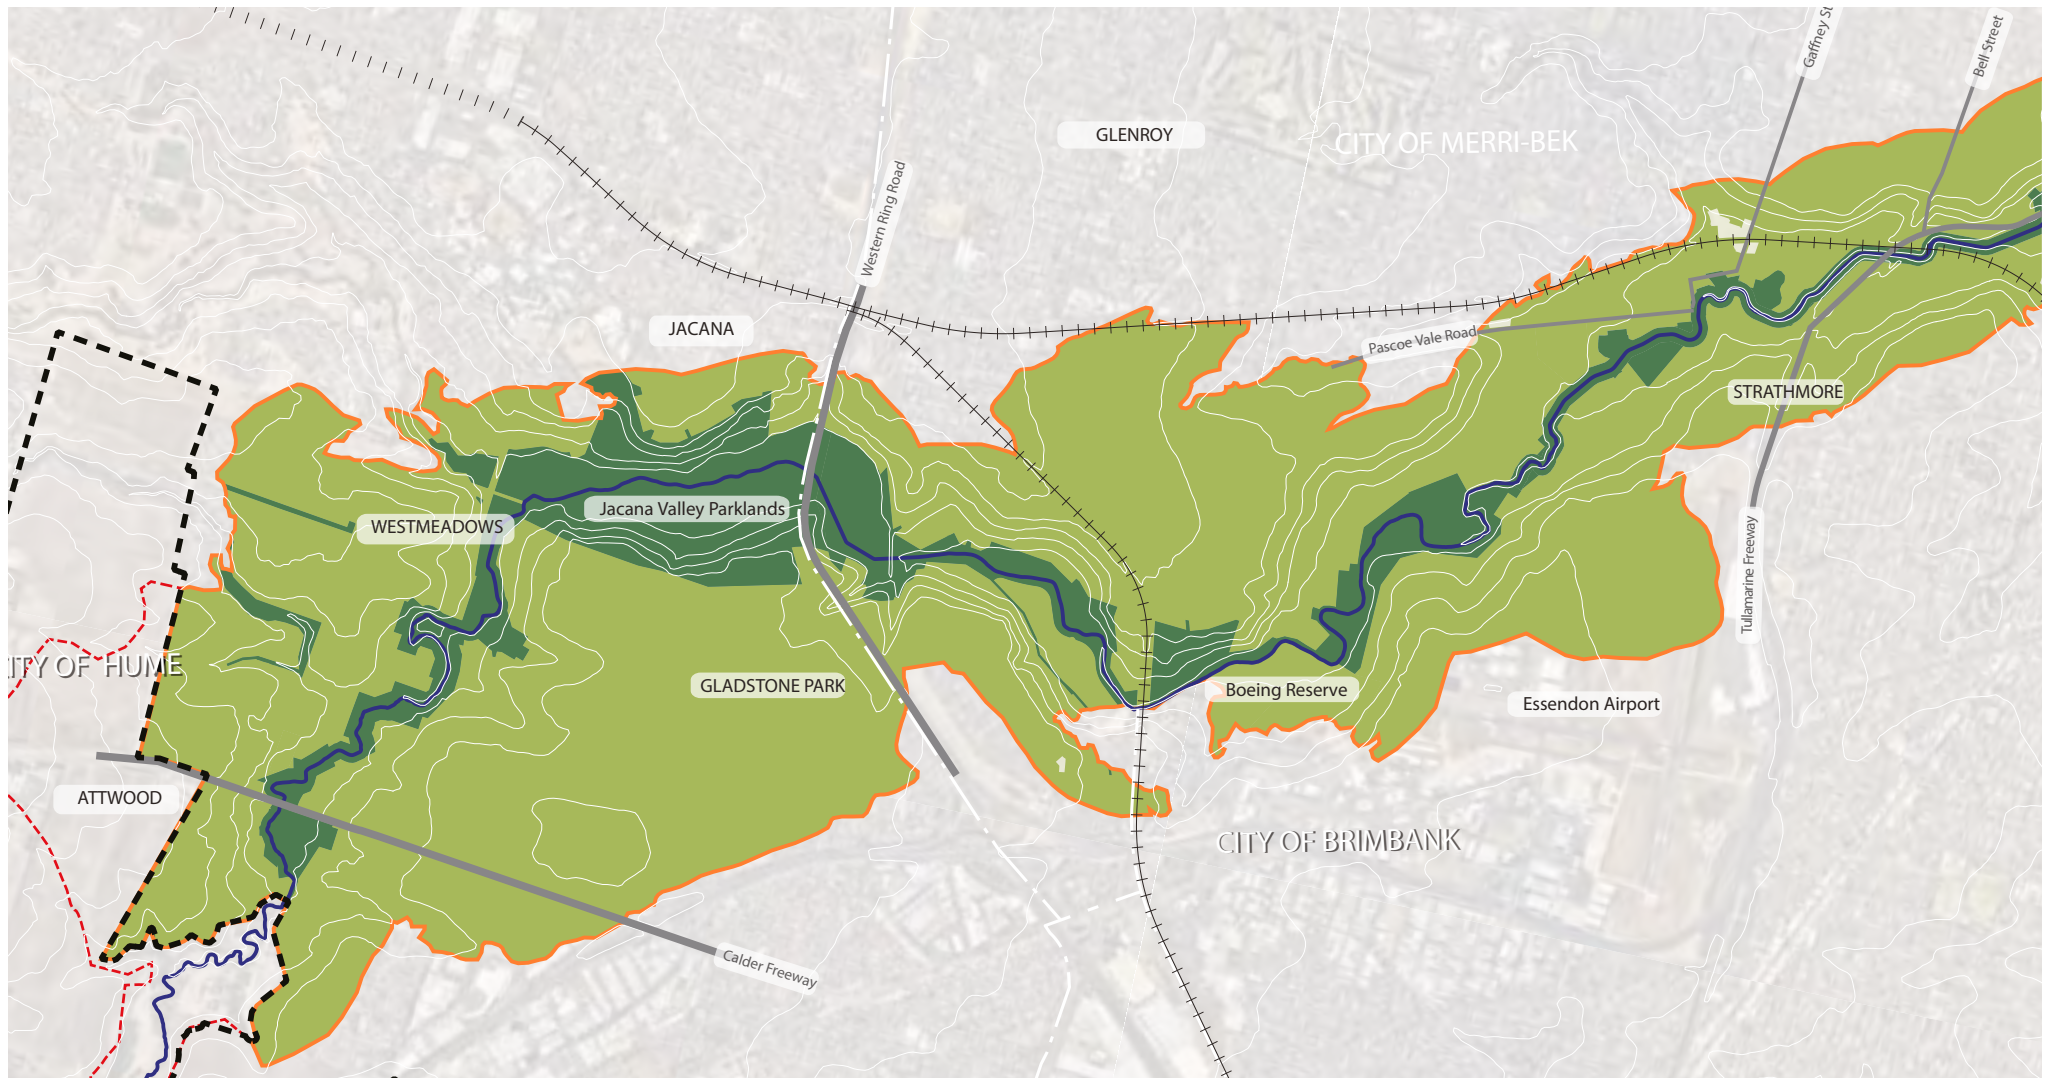 Gaffney St
Bell Street
GLENROY
CITY OF MERRI-BEK
Western Ring Road
JACANA
Pascoe Vale Road
STRATHMORE
Jacana Valley Parklands
WESTMEADOWS
Tullamarine Freeway
ITY OF HUME
GLADSTONE PARK
Boeing Reserve
Essendon Airport
ATTWOOD
CITY OF BRIMBANK
Calder Freeway